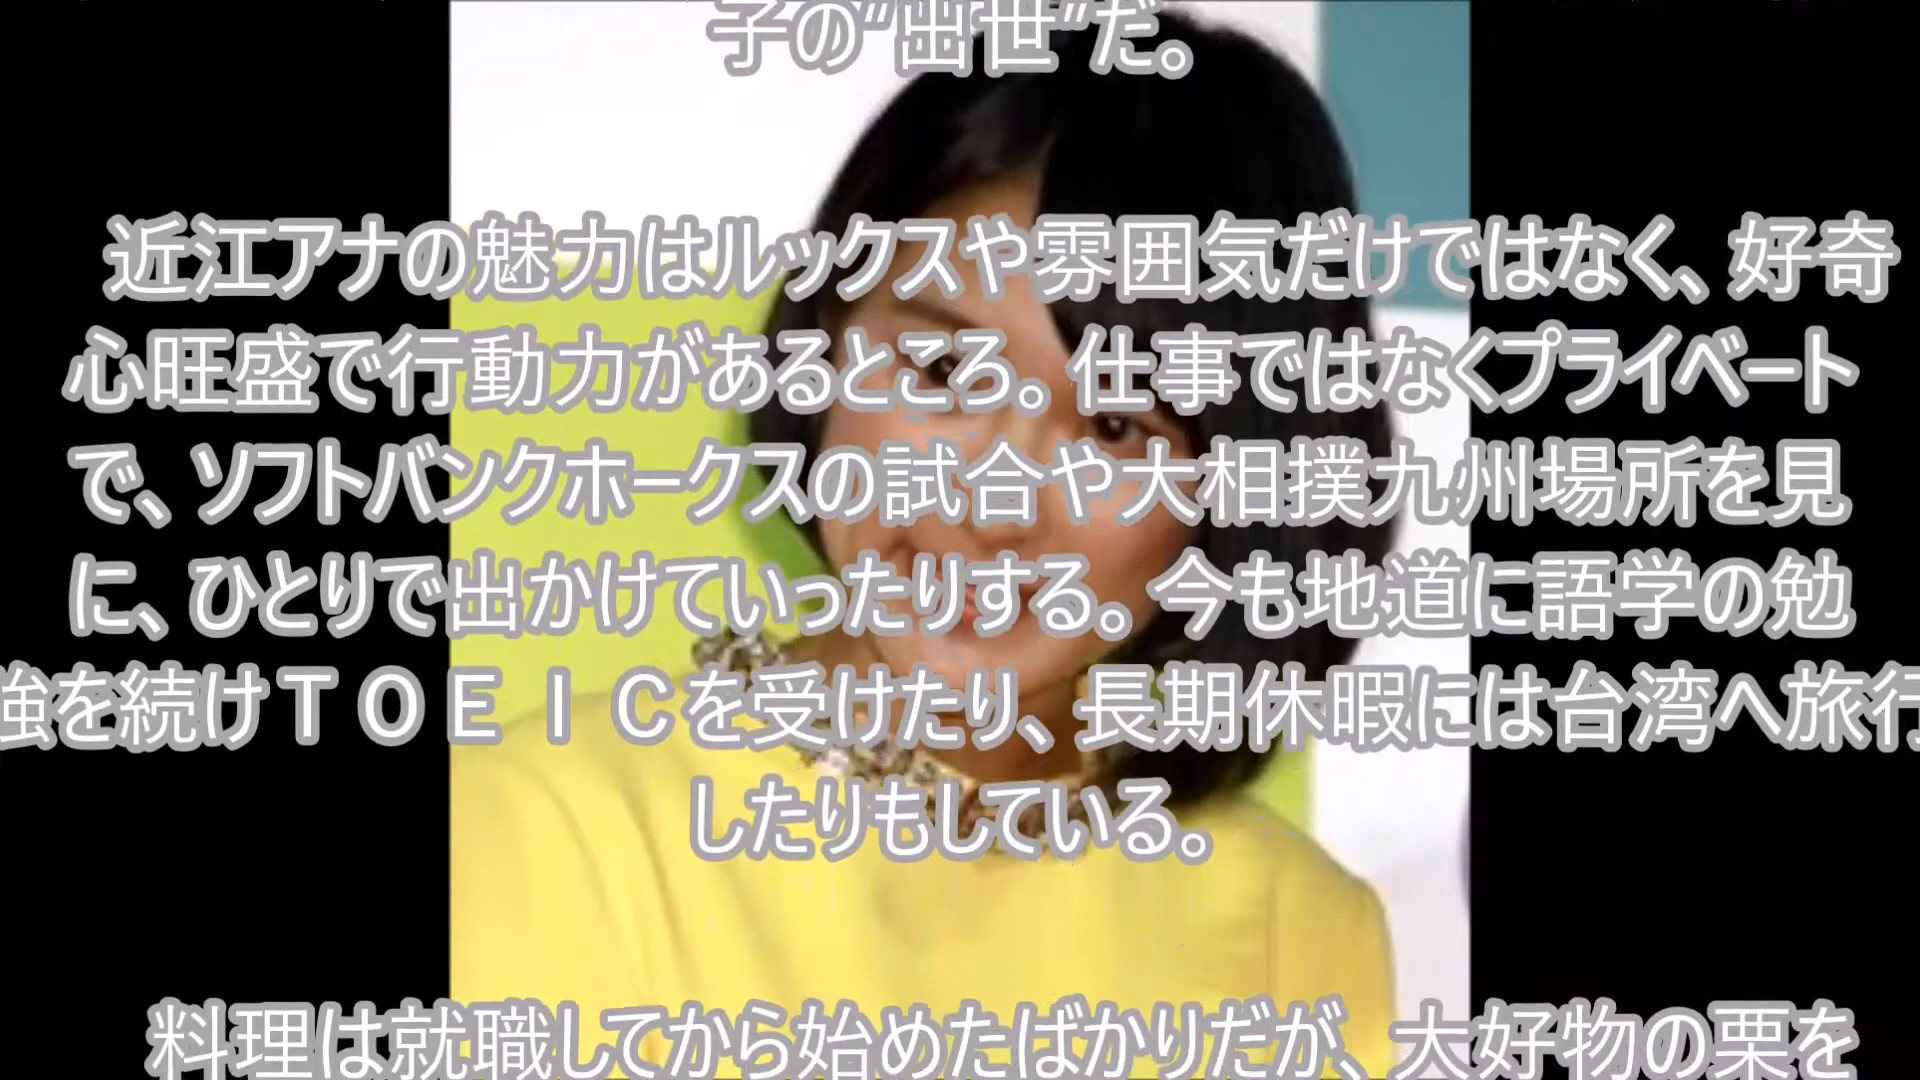 子の”出世”だ。
近江アナの魅力はルックスや雰囲気だけではなく、好奇
心旺盛で行動力があるところ。仕事ではなくプライベート
で、ソフトバンクホークスの試合や大相撲九州場所を見
に、ひとりで出かけていったりする。今も地道に語学の勉
強を続けＴＯＥＩＣを受けたり、長期休暇には台湾へ旅行
したりもしている。
料理は就職してから始めたばかりだが、大好物の栗を